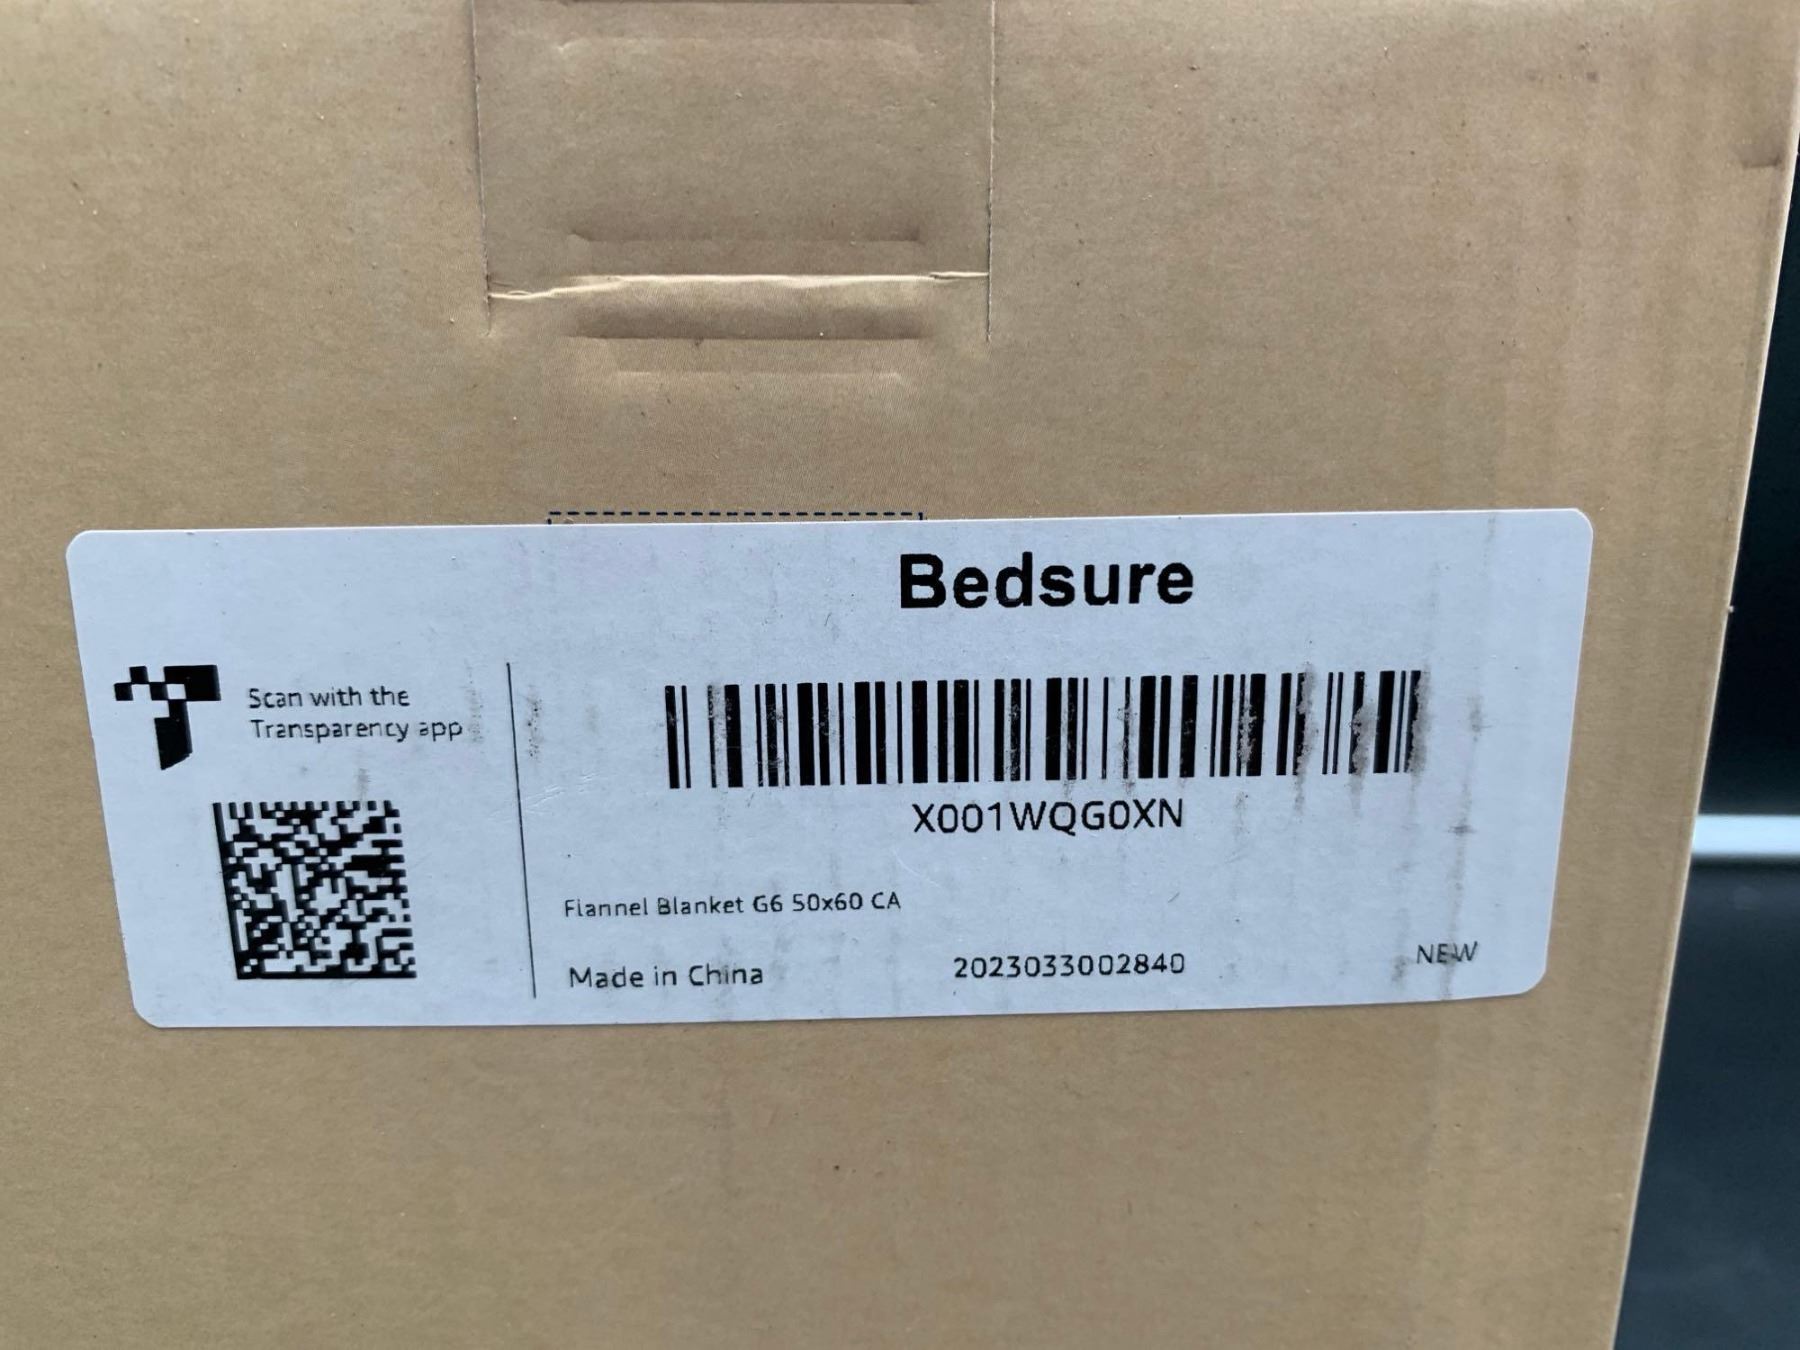 Bedsure
Scan with the
Transparency app
X001WQG0XN
Flannel Blanket G6 50x60 CA
Made in China
2023033002840
NEW